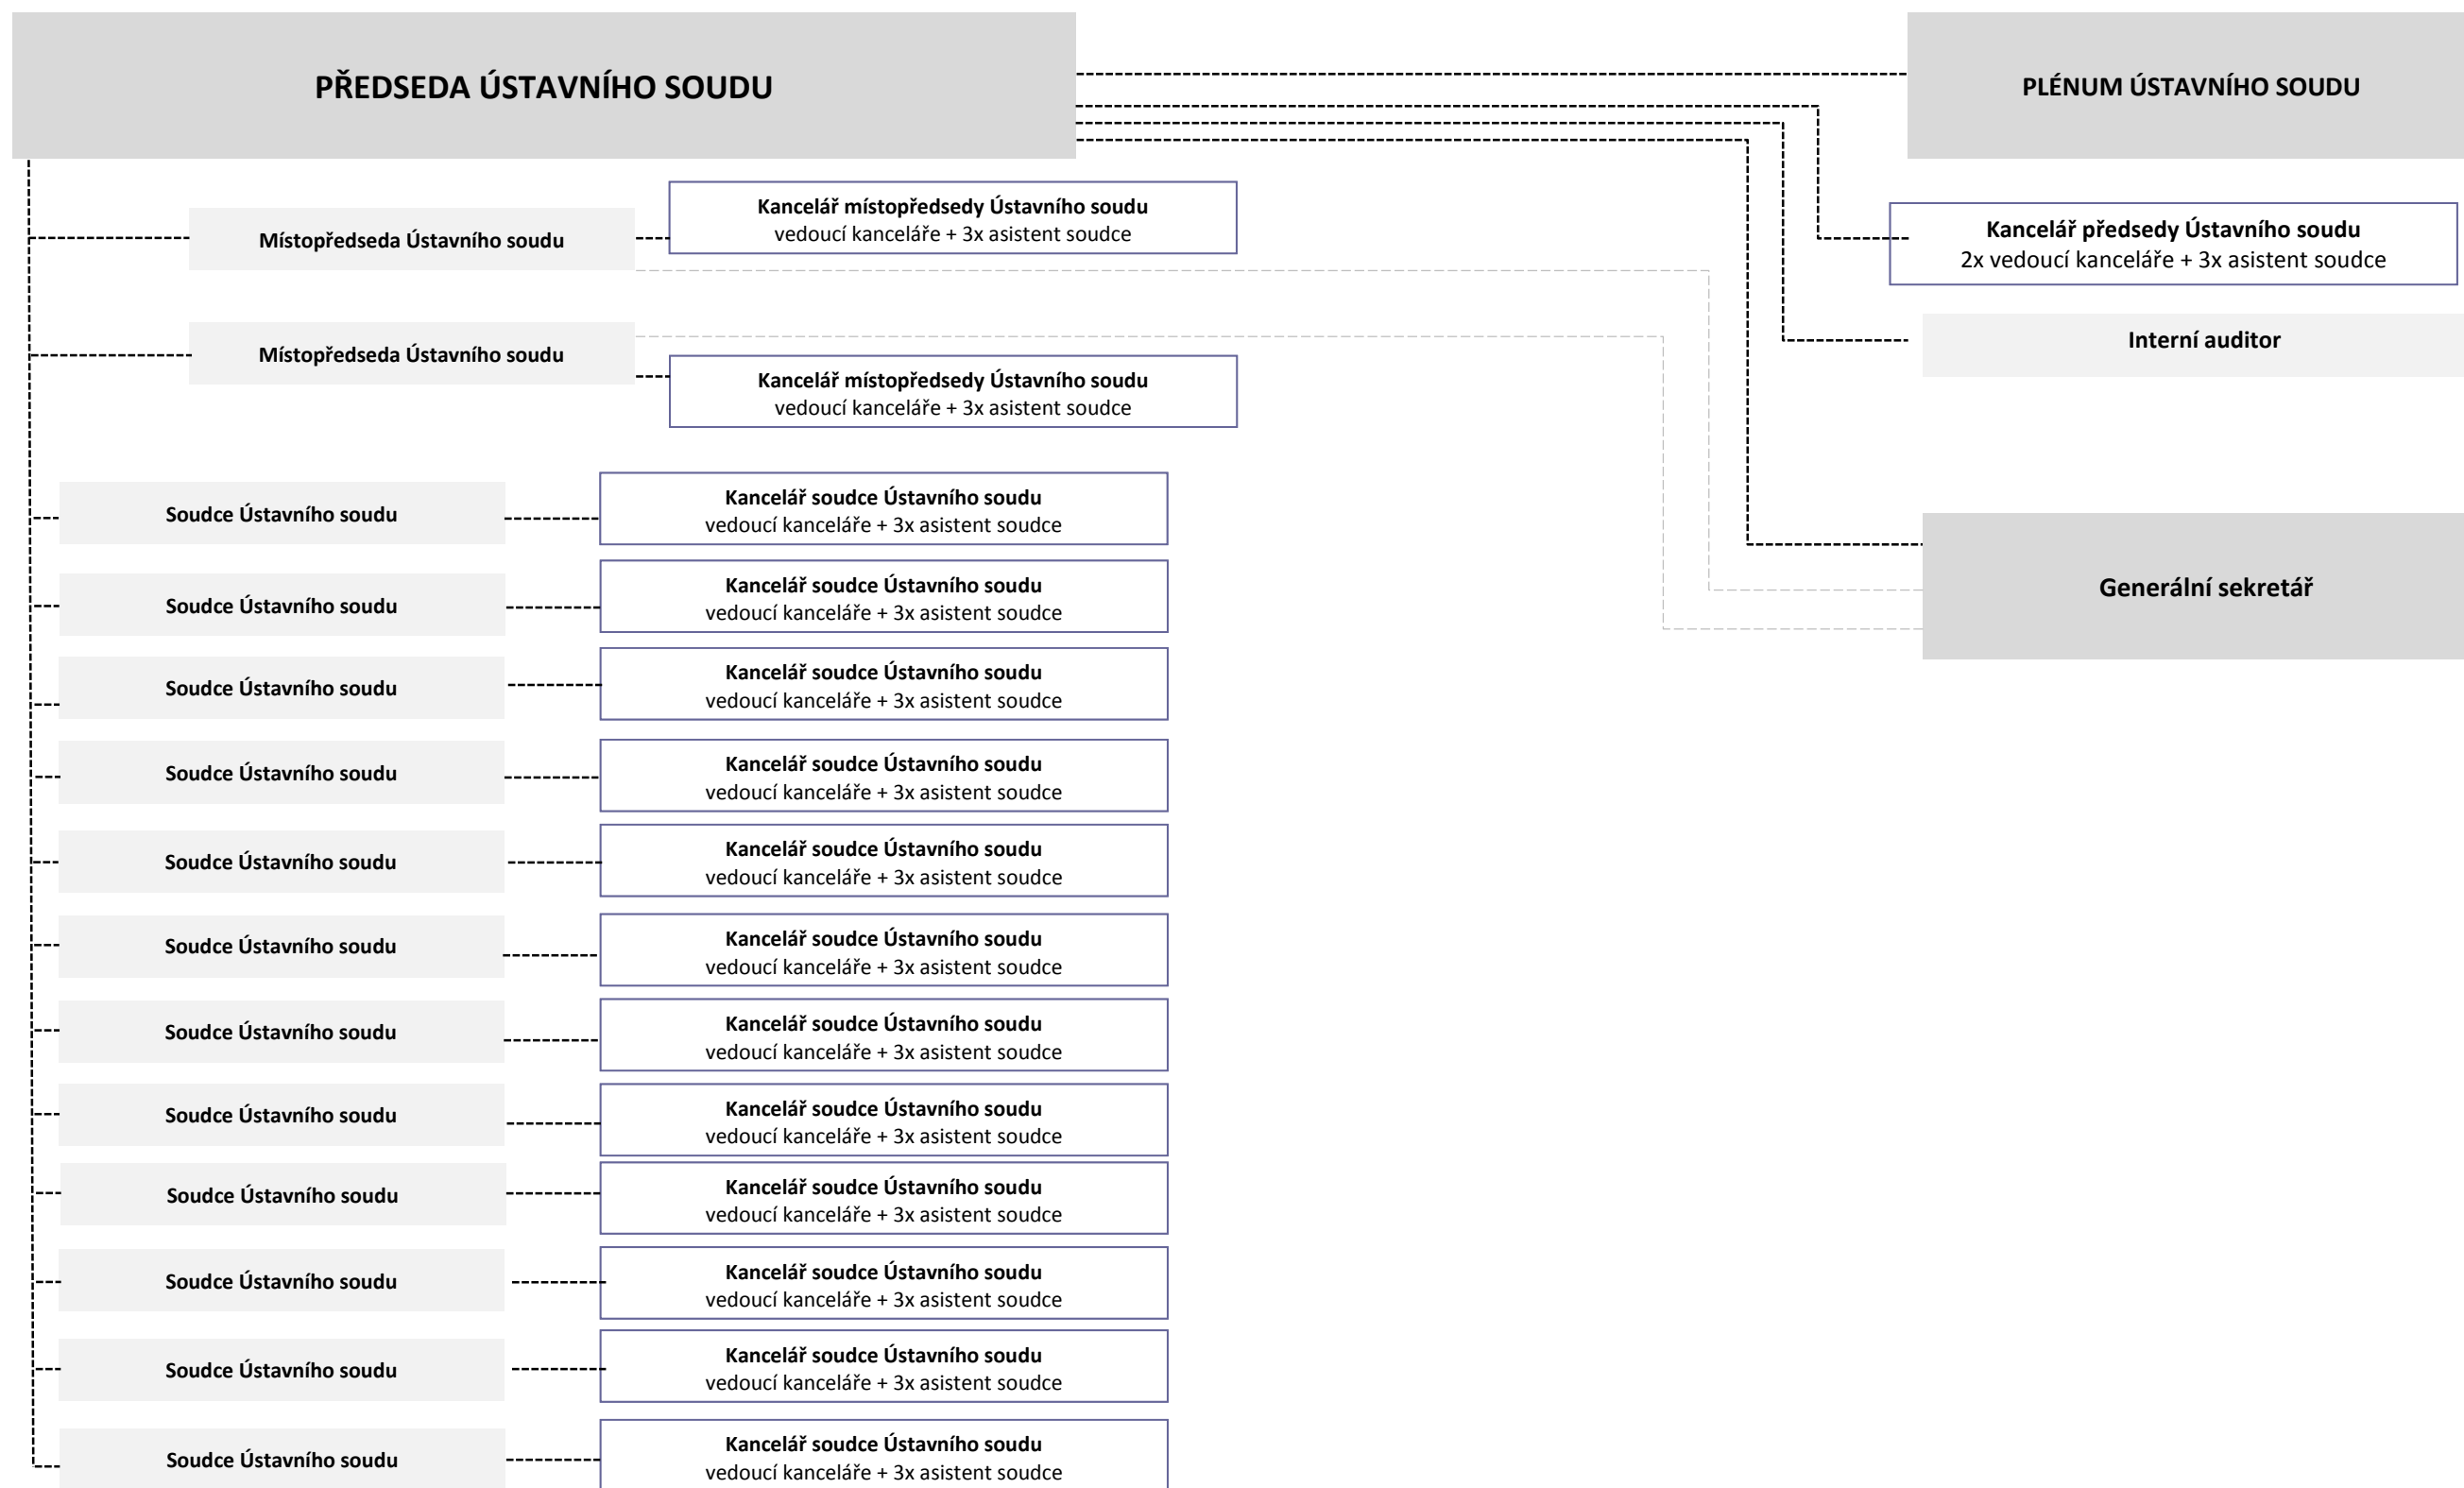 PŘEDSEDA ÚSTAVNÍHO SOUDU
PLÉNUM ÚSTAVNÍHO SOUDU
Místopředseda Ústavního soudu
Kancelář místopředsedy Ústavního soudu
vedoucí kanceláře + 3x asistent soudce
Kancelář předsedy Ústavního soudu
2x vedoucí kanceláře + 3x asistent soudce
Místopředseda Ústavního soudu
Kancelář místopředsedy Ústavního soudu
vedoucí kanceláře + 3x asistent soudce
Interní auditor
Soudce Ústavního soudu
Kancelář soudce Ústavního soudu
vedoucí kanceláře + 3x asistent soudce
Generální sekretář
Soudce Ústavního soudu
Kancelář soudce Ústavního soudu
vedoucí kanceláře + 3x asistent soudce
Soudce Ústavního soudu
Kancelář soudce Ústavního soudu
vedoucí kanceláře + 3x asistent soudce
Soudce Ústavního soudu
Kancelář soudce Ústavního soudu
vedoucí kanceláře + 3x asistent soudce
Soudce Ústavního soudu
Kancelář soudce Ústavního soudu
vedoucí kanceláře + 3x asistent soudce
Soudce Ústavního soudu
Kancelář soudce Ústavního soudu
vedoucí kanceláře + 3x asistent soudce
Soudce Ústavního soudu
Kancelář soudce Ústavního soudu
vedoucí kanceláře + 3x asistent soudce
Soudce Ústavního soudu
Kancelář soudce Ústavního soudu
vedoucí kanceláře + 3x asistent soudce
Soudce Ústavního soudu
Kancelář soudce Ústavního soudu
vedoucí kanceláře + 3x asistent soudce
Soudce Ústavního soudu
Kancelář soudce Ústavního soudu
vedoucí kanceláře + 3x asistent soudce
Soudce Ústavního soudu
Kancelář soudce Ústavního soudu
vedoucí kanceláře + 3x asistent soudce
Soudce Ústavního soudu
Kancelář soudce Ústavního soudu
vedoucí kanceláře + 3x asistent soudce